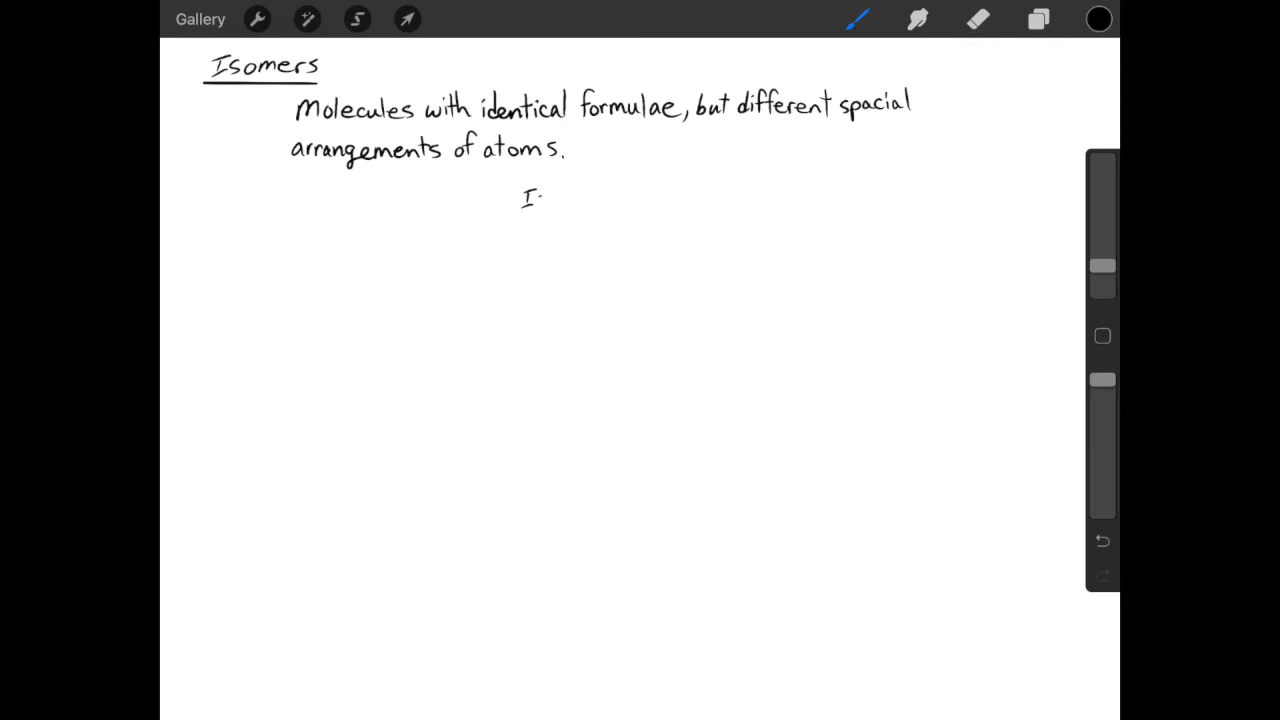 Gallery
Isomers
Molecules with identical formulae, but different spacial
arrangements of atoms.
I